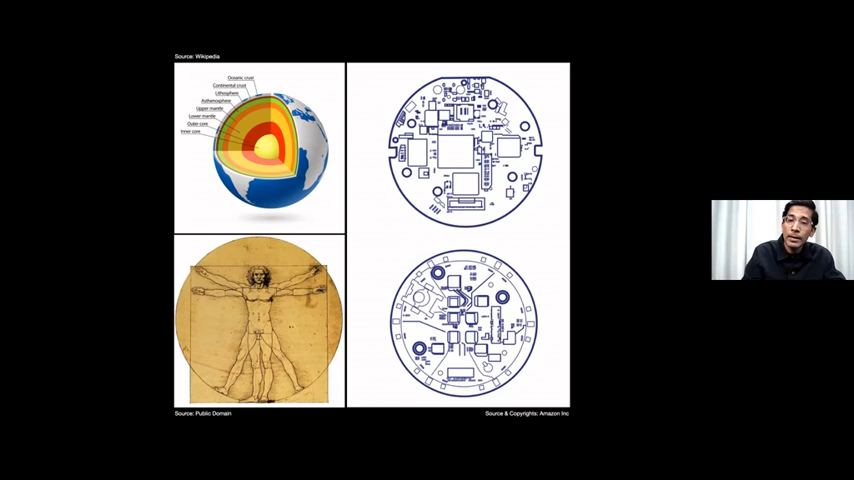 Source: Wikipedia
Oceanic crust
Continental crust
Lithosphere
Asthenosphere
Upper mantle
Lower mantle
Outer core
Inner core
Source: Public Domain
Source & Copyrights: Amazon Inc